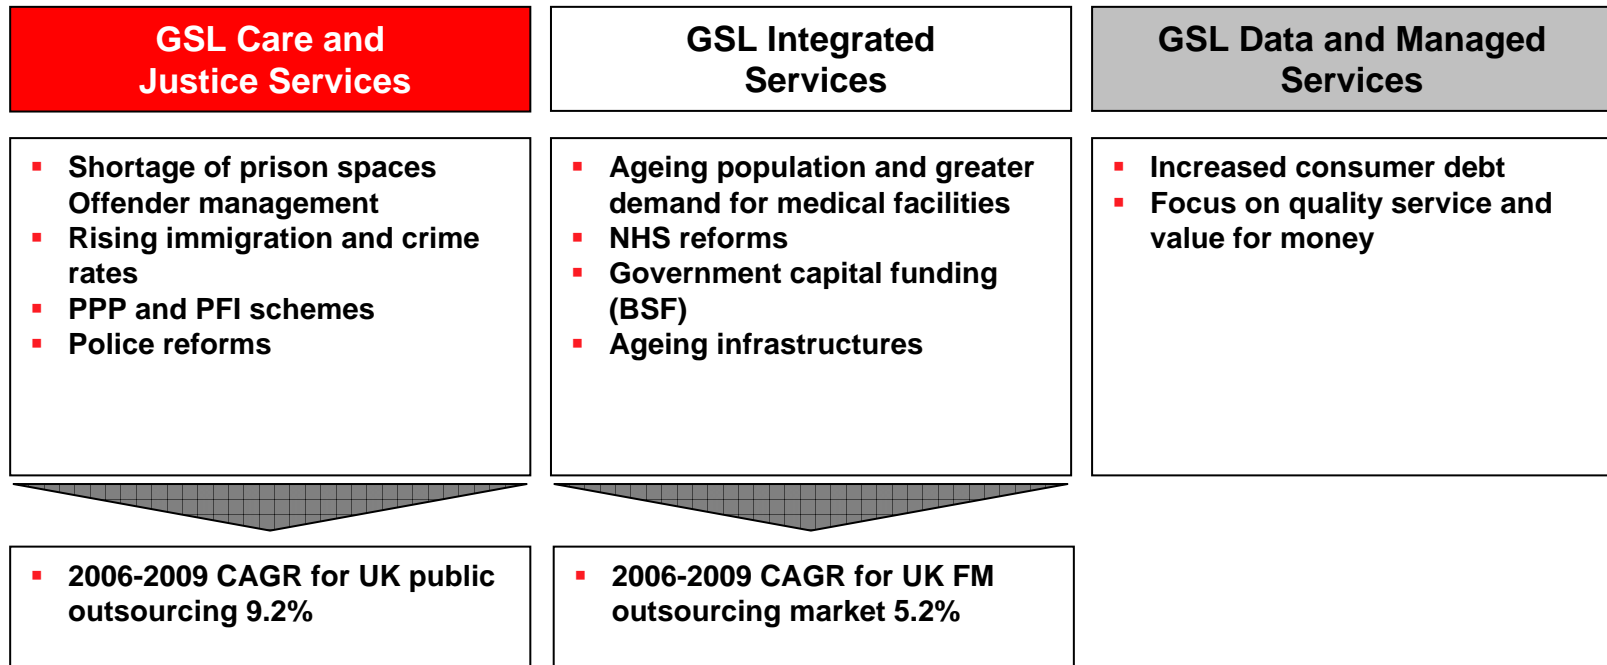 GSL Care and
Justice Services
GSL Integrated
Services
GSL Data and Managed
Services
▪ Shortage of prison spaces
Offender management
▪ Rising immigration and crime
rates
▪ PPP and PFI schemes
▪ Police reforms
▪ Ageing population and greater
demand for medical facilities
▪ NHS reforms
▪ Government capital funding
(BSF)
▪ Ageing infrastructures
▪ Increased consumer debt
▪ Focus on quality service and
value for money
▪ 2006-2009 CAGR for UK public
outsourcing 9.2%
▪ 2006-2009 CAGR for UK FM
outsourcing market 5.2%